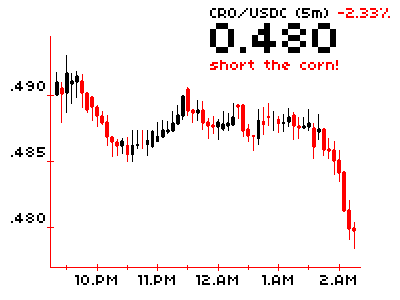 CRO/USDC (5m) -2.33%
0.480
short the corn!
.490
.485
.480
10.PM 11.PM 12.AM 1.AM 2.AM